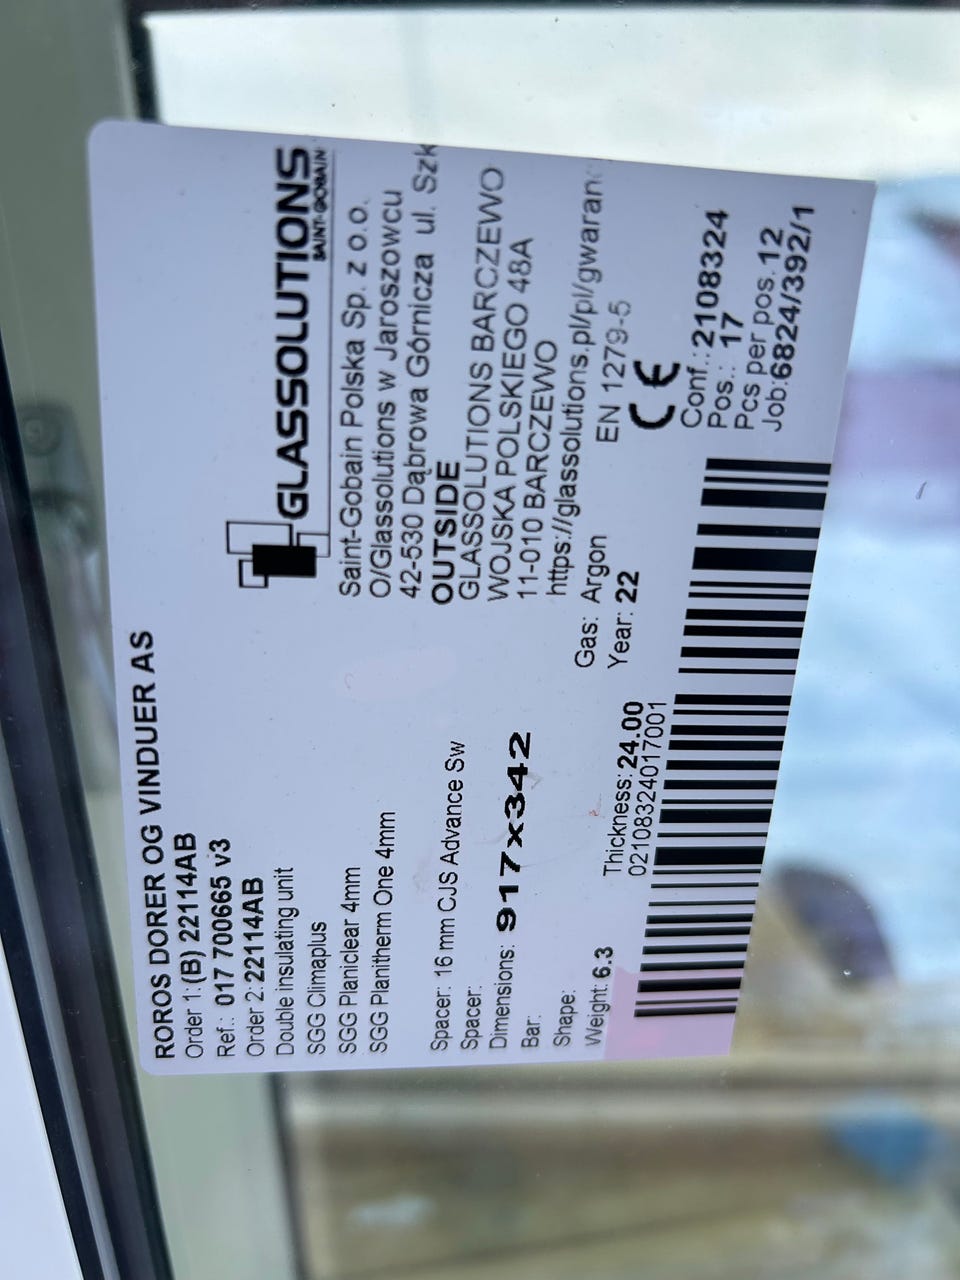 ROROS DORER OG VINDUER AS
Order 1:(B) 22114AB
Ref.: 017 700665 v3
Order 2:22114AB
Double insulating unit
SGG Climaplus
SGG Planiclear 4mm
SGG Planitherm One 4mm
Spacer: 16 mm CJS Advance Sw
Spacer:
Dimensions: 917x342
Bar:
Shape:
Weight: 6.3
Thickness: 24.00
GLASSOLUTIONS
SAINT-GOBAIN
Saint-Gobain Polska Sp. z o.o.
O/Glassolutions w Jaroszowcu
42-530 Dąbrowa Górnicza ul. Szk
OUTSIDE
GLASSOLUTIONS BARCZEWO
WOJSKA POLSKIEGO 48A
11-010 BARCZEWO
https://glassolutions.pl/pl/gwaranc
Gas: Argon
EN 1279-5
Year: 22
CE
02108324017001
Conf.:2108324
Pos.: 17
Pcs per pos.12
Job:6824/392/1